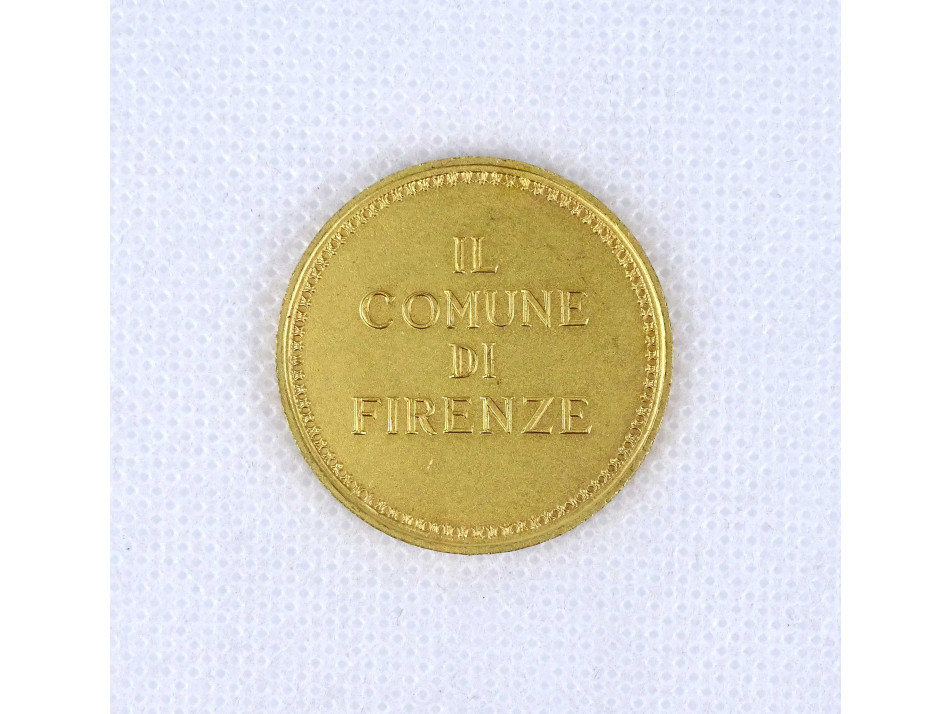 IL
COMUNE
DI
FIRENZE